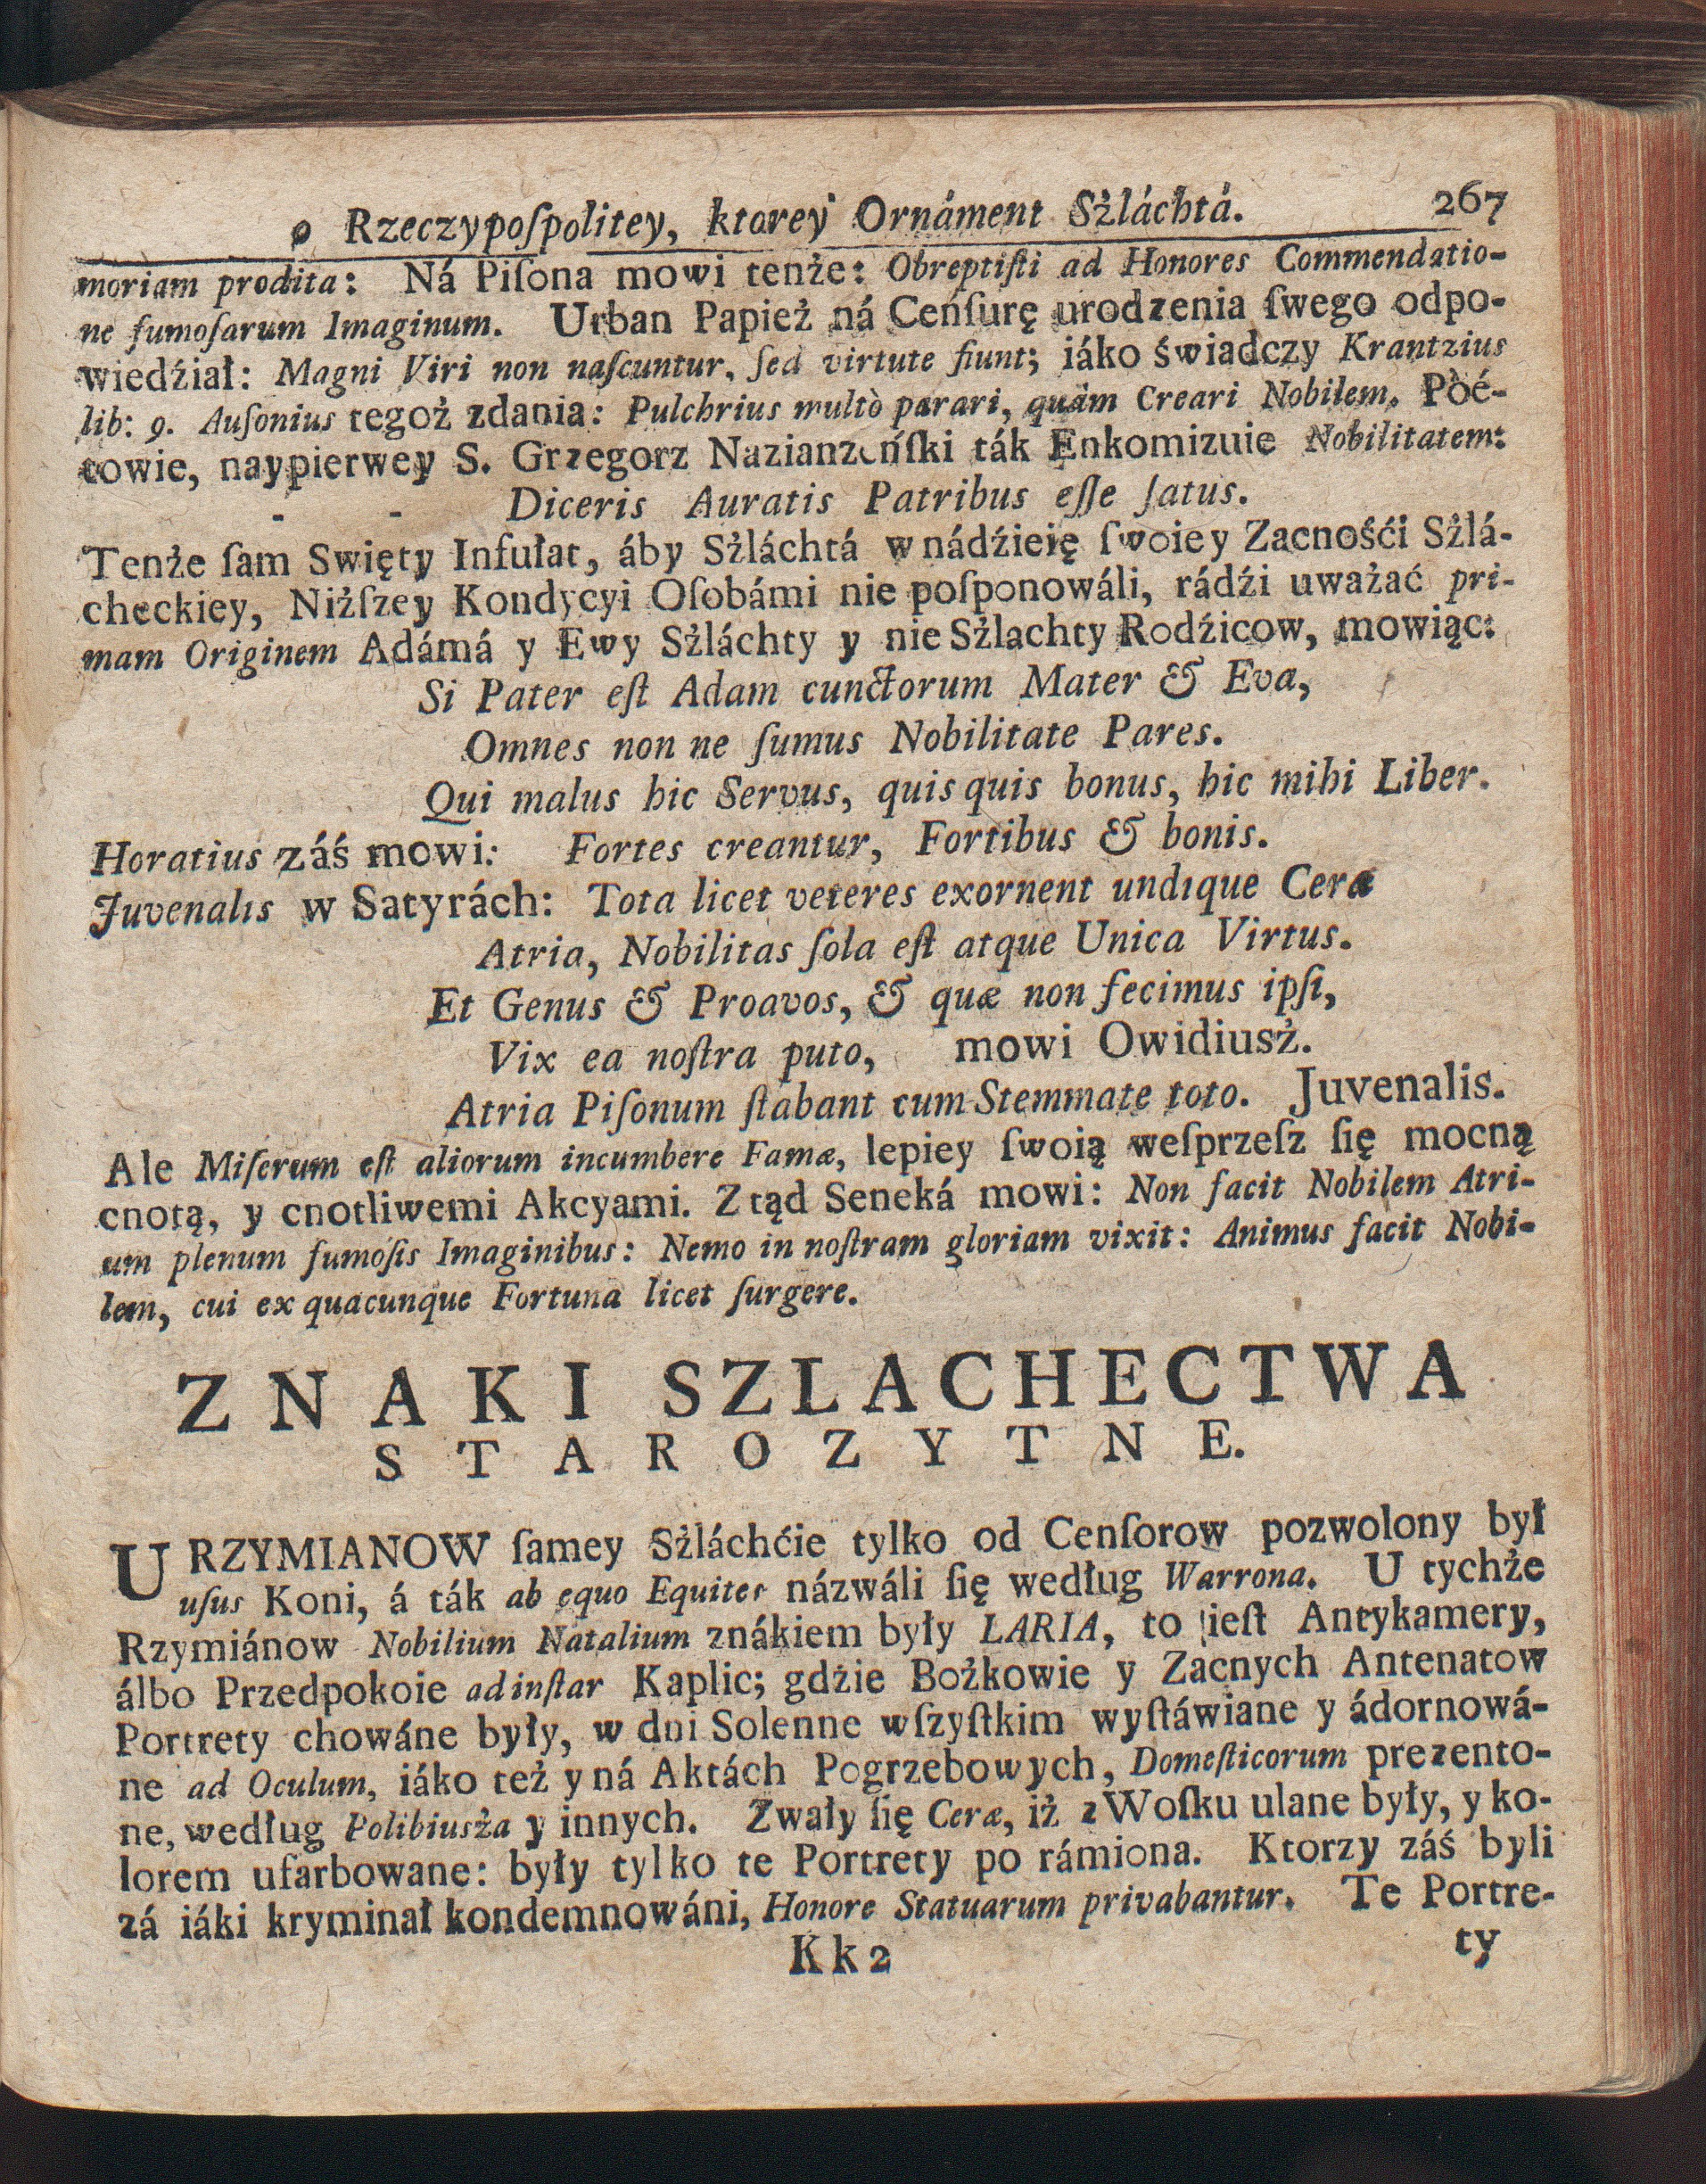 o Rzeczypoſpolitey, ktorey Ornáment Sżláchtá. 267
moriam prodita: Ná Piſona mowi tenże: Obreptiſti ad Honores Commendatio-
ne fumoſarum Imaginum. Urban Papież ná Ceńſurę urodzenia ſwego odpo-
wiedźiał: Magni Viri non naſcuntur, ſed virtute fiunt; iáko świadczy Krantzius
lib: 9. Auſonius tegoż zdania: Pulchrius multò parari, quàm Creari Nobilem. Pòé-
towie, naypierwey S. Grzegorz Nazianzeńſki ták Enkomizuie Nobilitatem:
- - Diceris Auratis Patribus eſſe ſatus.
Tenże ſam Swięty Infułat, áby Sżláchtá w nádźieię ſwoiey Zacnośći Sżlá-
checkiey, Niżſzey Kondycyi Oſobámi nie poſponowáli, rádźi uważać pri-
mam Originem Adámá y Ewy Sżláchty y nie Sżlachty Rodźicow, mowiąc:
Si Pater eſt Adam cunctorum Mater & Eva,
Omnes non ne ſumus Nobilitate Pares.
Qui malus hic Servus, quis quis bonus, hic mihi Liber.
Horatius záś mowi: Fortes creantur, Fortibus & bonis.
Juvenalis w Satyrách: Tota licet veteres exornent undique Ceræ
Atria, Nobilitas ſola eſt atque Unica Virtus.
Et Genus & Proavos, & quæ non fecimus ipſi,
Vix ea noſtra puto, mowi Owidiusż.
Atria Piſonum ſtabant cum Stemmate toto. Juvenalis.
Ale Miſerum eſt aliorum incumbere Famæ, lepiey ſwoią weſprzeſz ſię mocną
cnotą, y cnotliwemi Akcyami. Z tąd Seneká mowi: Non facit Nobilem Atri-
um plenum fumoſis Imaginibus: Nemo in noſtram gloriam vixit: Animus facit Nobi-
lem, cui ex quacunque Fortuna licet ſurgere.
ZNAKI SZLACHECTWA
STAROZYTNE.
U RZYMIANOW ſamey Sżláchćie tylko od Cenſorow pozwolony był
uſus Koni, á ták ab equo Equites názwáli ſię według Warrona. U tychże
Rzymiánow Nobilium Natalium znákiem były LARIA, to ieſt Antykamery,
álbo Przedpokoie ad inſtar Kaplic; gdżie Bożkowie y Zacnych Antenatow
Portrety chowáne były, w dni Solenne wſzyſtkim wyſtáwiane y ádornowá-
ne ad Oculum, iáko też y ná Aktách Pogrzebowych, Domeſticorum prezento-
ne, według Polibiusża y innych. Zwały ſię Ceræ, iż z Woſku ulane były, y ko-
lorem ufarbowane: były tylko te Portrety po rámiona. Ktorzy záś byli
zá iáki kryminał kondemnowáni, Honore Statuarum privabantur. Te Portre-
Kk2 ty